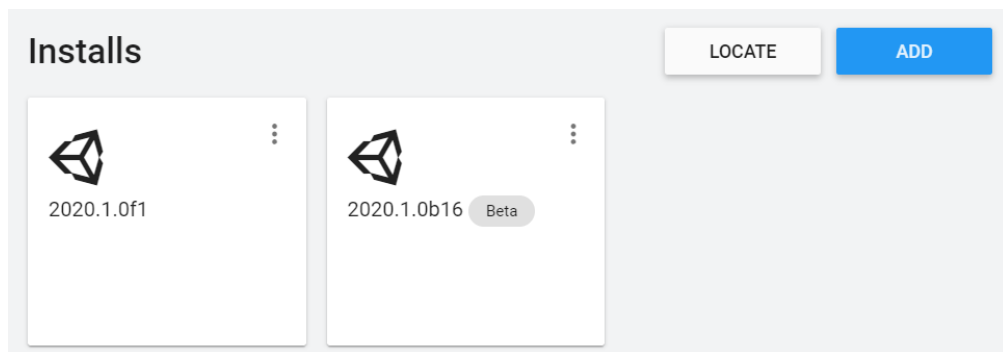 Installs
LOCATE
ADD
2020.1.0f1
2020.1.0b16 Beta